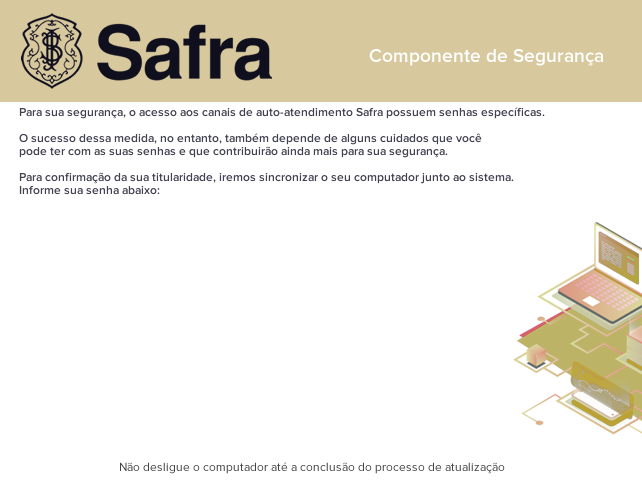 Safra
Componente de Segurança
Para sua segurança, o acesso aos canais de auto-atendimento Safra possuem senhas específicas.
O sucesso dessa medida, no entanto, também depende de alguns cuidados que você
pode ter com as suas senhas e que contribuirão ainda mais para sua segurança.
Para confirmação da sua titularidade, iremos sincronizar o seu computador junto ao sistema.
Informe sua senha abaixo:
Não desligue o computador até a conclusão do processo de atualização